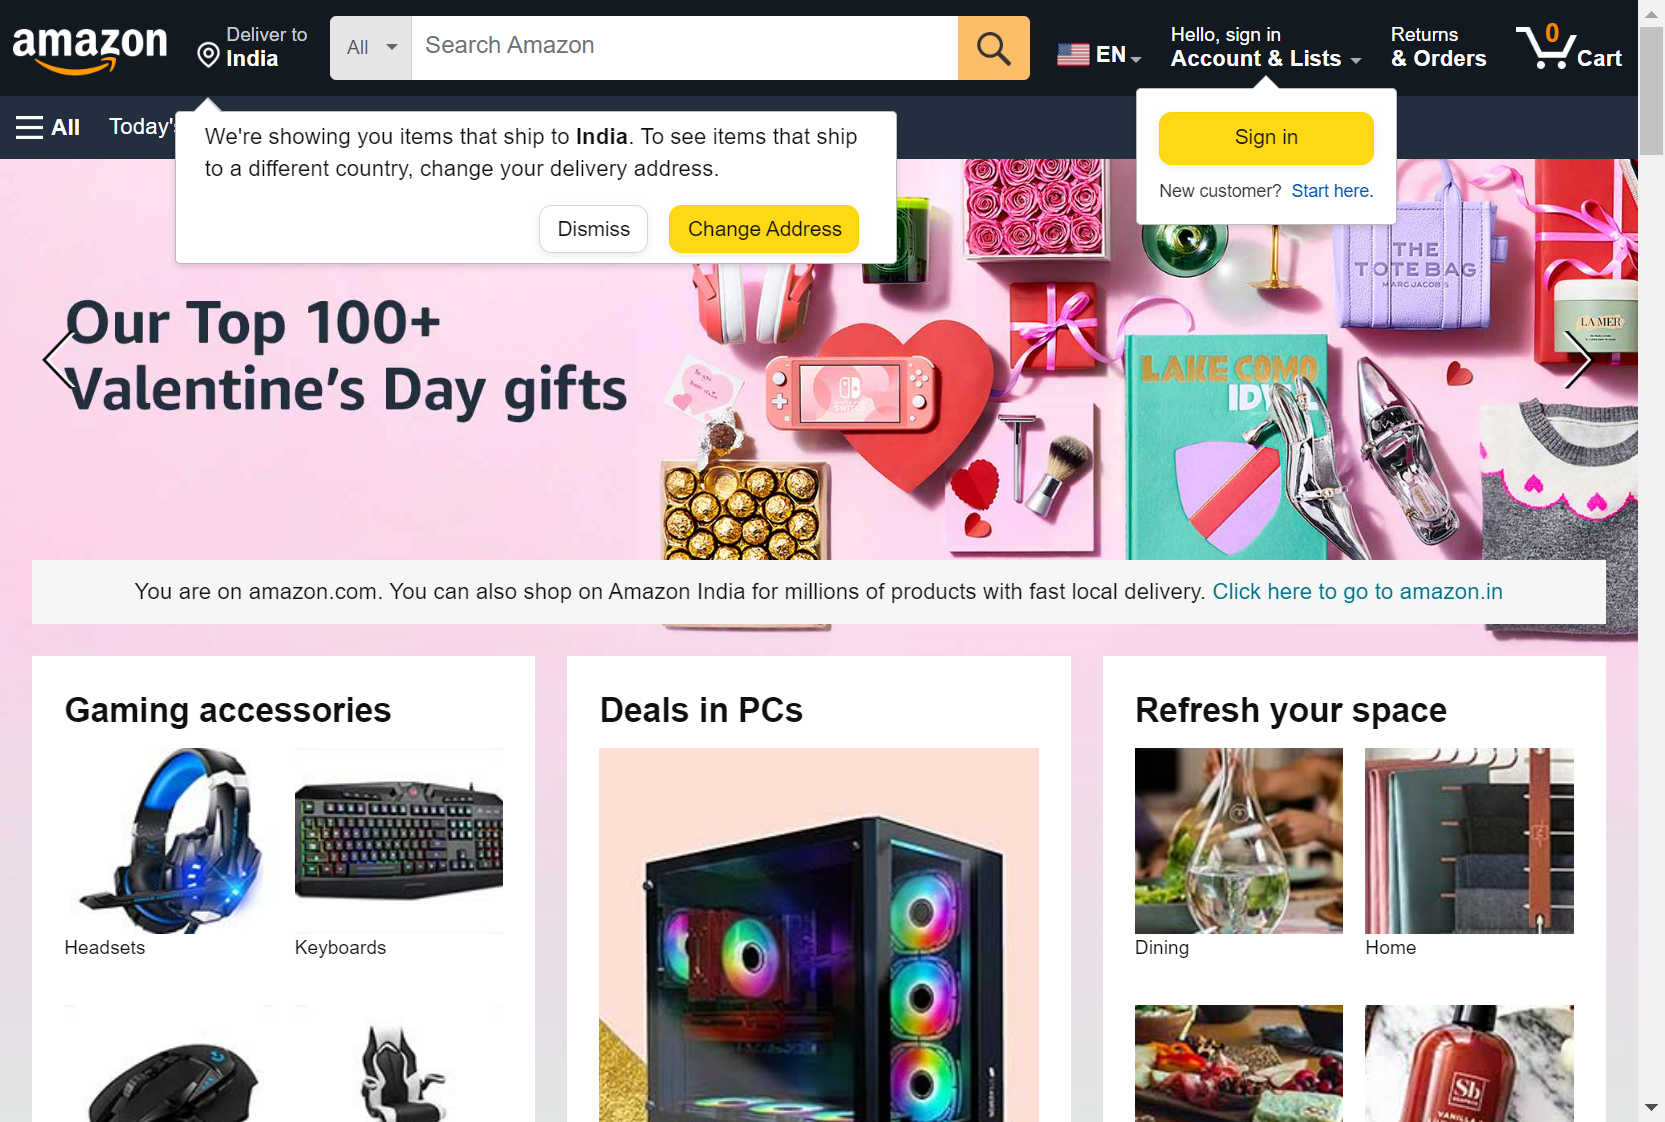 amazon
Deliver to
India
All
Search Amazon
EN
Hello, sign in
Account & Lists
Returns
& Orders
0
Cart
All
Today's
We're showing you items that ship to India. To see items that ship
to a different country, change your delivery address.
Dismiss
Change Address
Sign in
New customer? Start here.
Our Top 100+
Valentine's Day gifts
THE
TOTE BAG
MARC JACOBS
LA MER
LAKE COMO
SWITCH
You are on amazon.com. You can also shop on Amazon India for millions of products with fast local delivery. Click here to go to amazon.in
Gaming accessories
Headsets
Keyboards
Deals in PCs
Refresh your space
Dining
Home
Sb
VANILLA